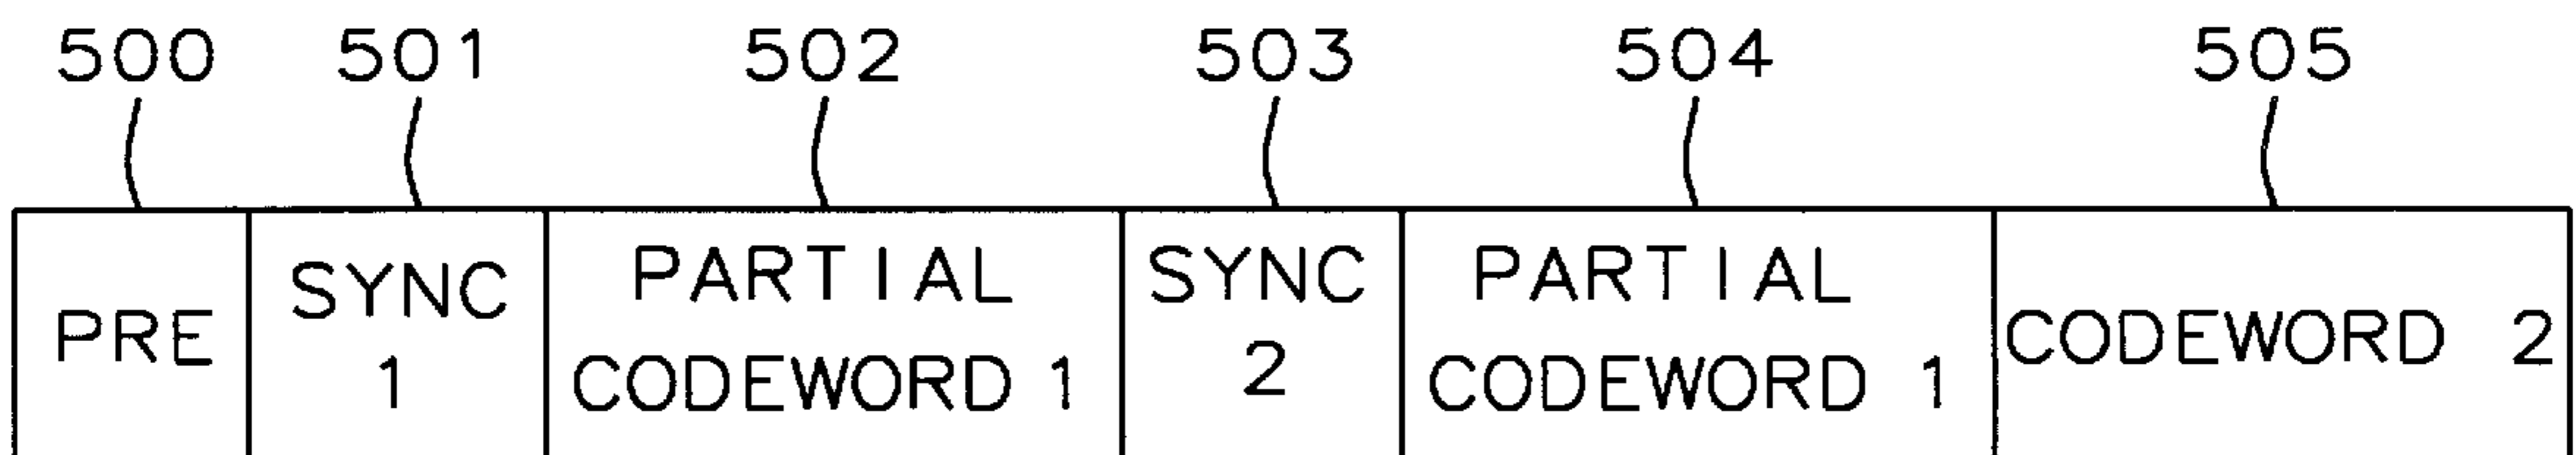 500 501 502 503 504 505
PRE
SYNC
1
PARTIAL
CODEWORD 1
SYNC
2
PARTIAL
CODEWORD 1
CODEWORD 2